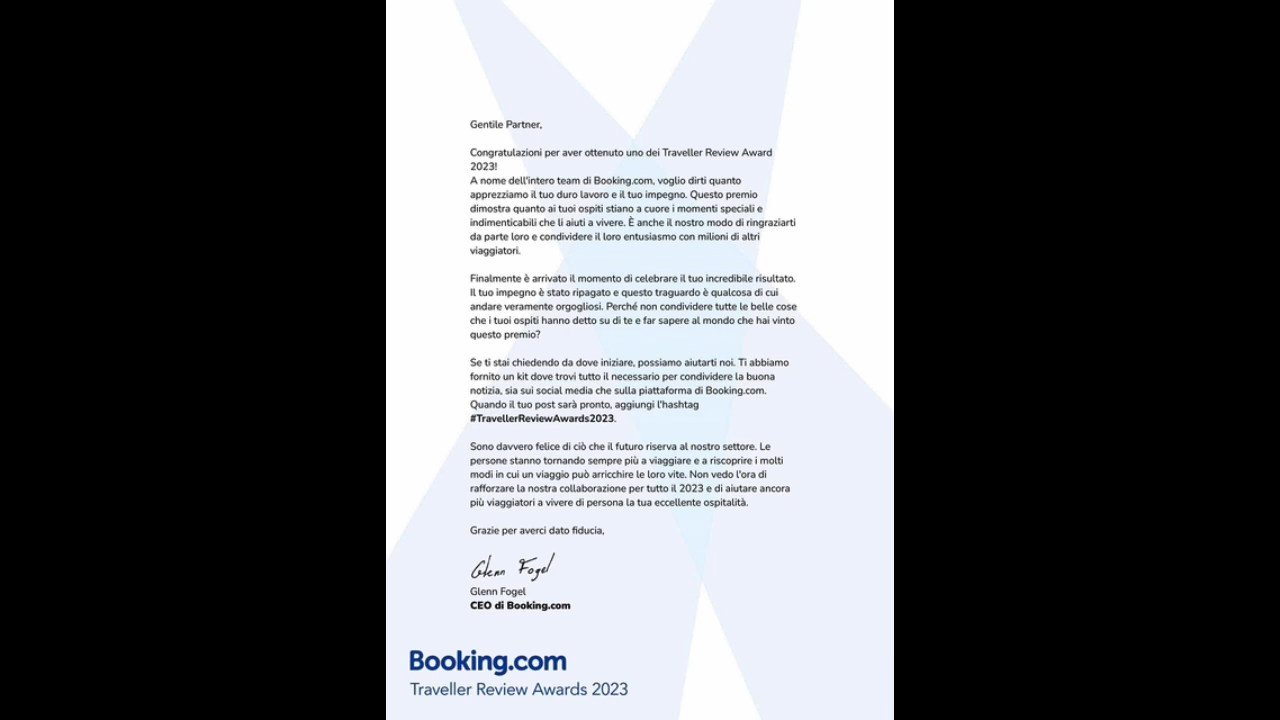 Gentile Partner,
Congratulazioni per aver ottenuto uno dei Traveller Review Award
2023!
A nome dell'intero team di Booking.com, voglio dirti quanto
apprezziamo il tuo duro lavoro e il tuo impegno. Questo premio
dimostra quanto ai tuoi ospiti stiano a cuore i momenti speciali e
indimenticabili che li aiuti a vivere. È anche il nostro modo di ringraziarti
da parte loro e condividere il loro entusiasmo con milioni di altri
viaggiatori.
Finalmente è arrivato il momento di celebrare il tuo incredibile risultato.
Il tuo impegno è stato ripagato e questo traguardo è qualcosa di cui
andare veramente orgogliosi. Perché non condividere tutte le belle cose
che i tuoi ospiti hanno detto su di te e far sapere al mondo che hai vinto
questo premio?
Se ti stai chiedendo da dove iniziare, possiamo aiutarti noi. Ti abbiamo
fornito un kit dove trovi tutto il necessario per condividere la buona
notizia, sia sui social media che sulla piattaforma di Booking.com.
Quando il tuo post sarà pronto, aggiungi l'hashtag
#TravellerReviewAwards2023.
Sono davvero felice di ciò che il futuro riserva al nostro settore. Le
persone stanno tornando sempre più a viaggiare e a riscoprire i molti
modi in cui un viaggio può arricchire le loro vite. Non vedo l'ora di
rafforzare la nostra collaborazione per tutto il 2023 e di aiutare ancora
più viaggiatori a vivere di persona la tua eccellente ospitalità.
Grazie per averci dato fiducia,
Glenn Fogel
Glenn Fogel
CEO di Booking.com
Booking.com
Traveller Review Awards 2023